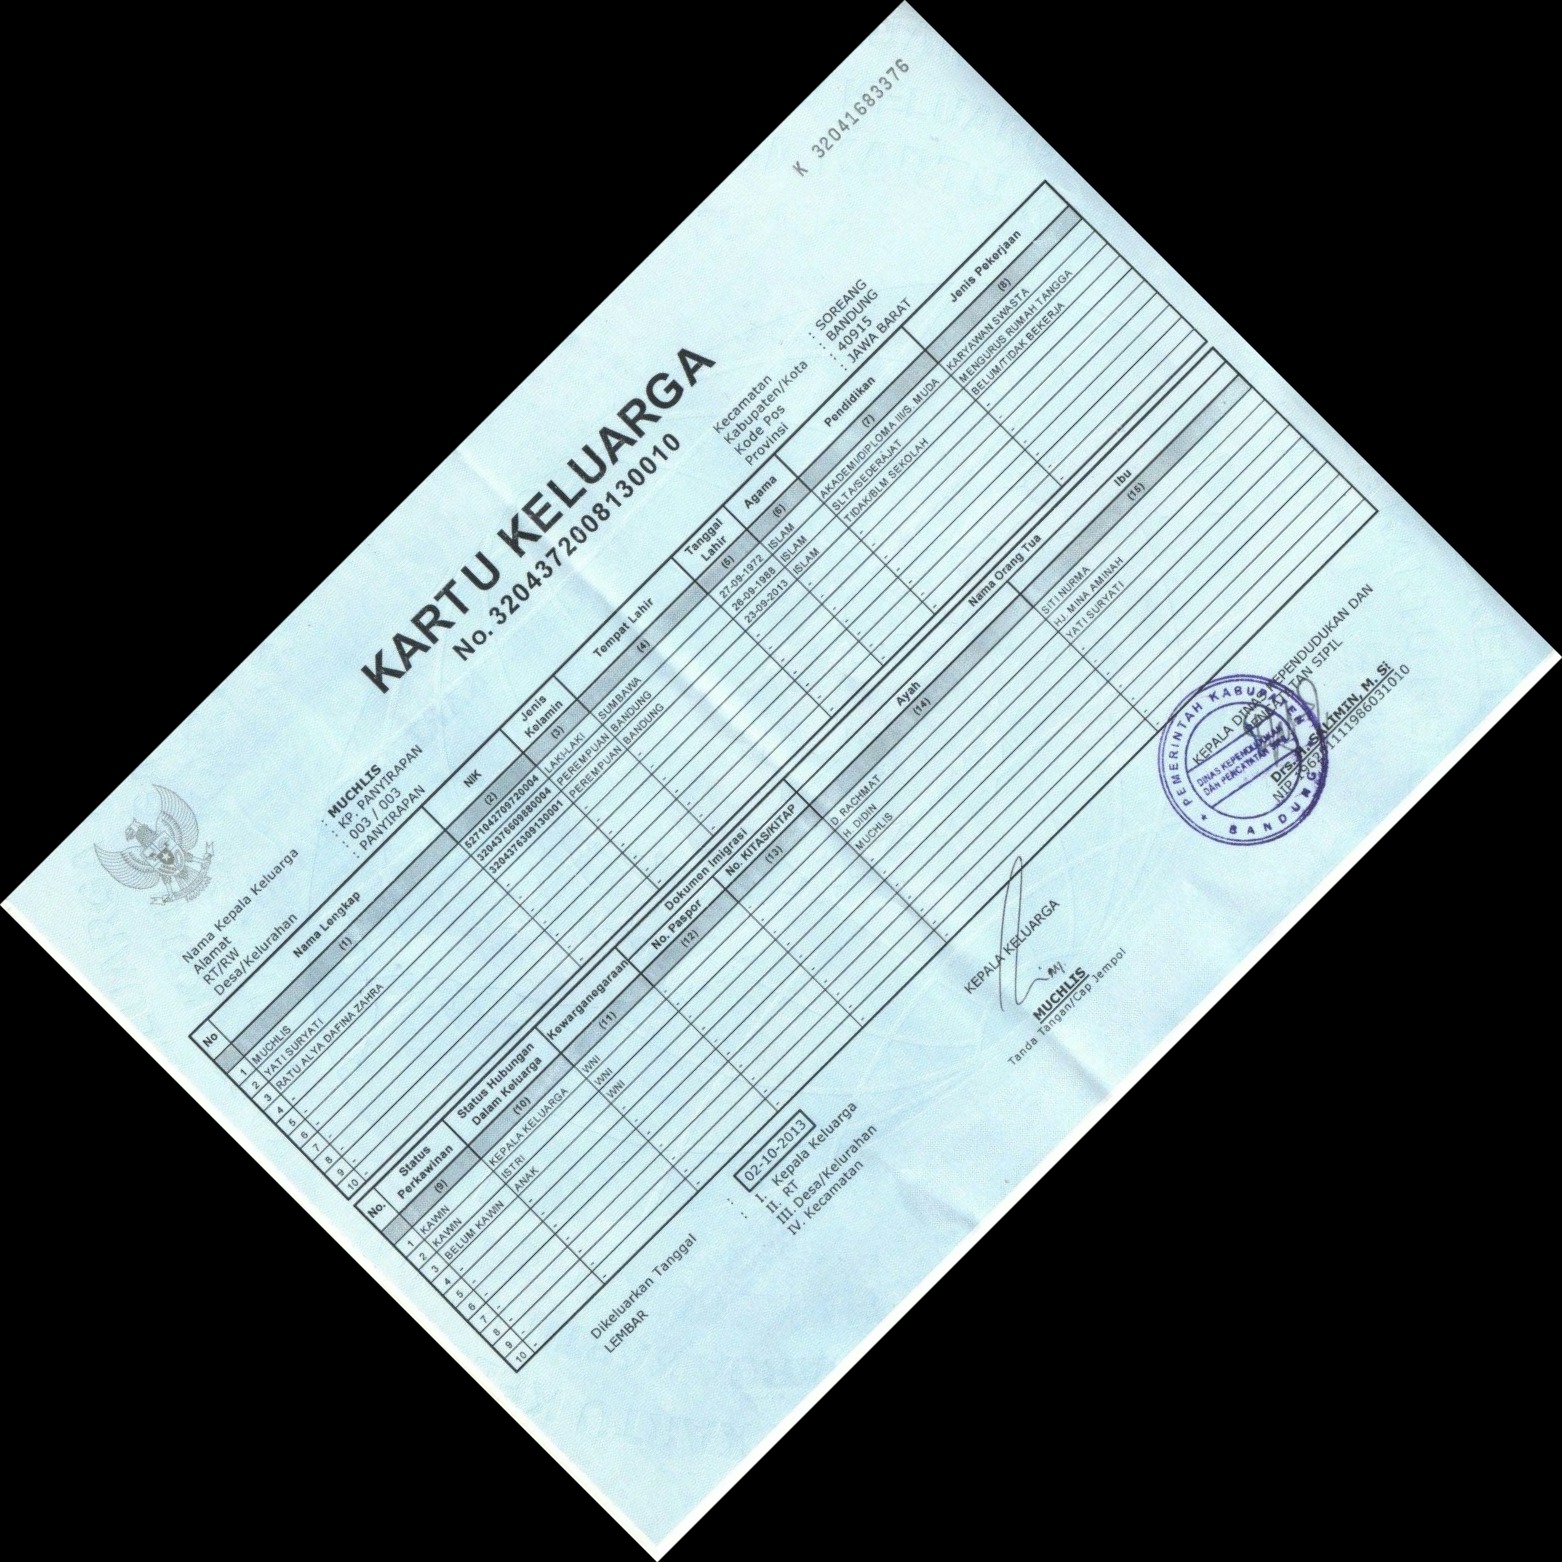 K 32041683376
KARTU KELUARGA
No. 3204372008130010
Nama Kepala Keluarga : MUCHLIS
Alamat : KP. PANYIRAPAN
RT/RW : 003 / 003
Desa/Kelurahan : PANYIRAPAN
Kecamatan : SOREANG
Kabupaten/Kota : BANDUNG
Kode Pos : 40915
Provinsi : JAWA BARAT
No Nama Lengkap NIK Jenis Kelamin Tempat Lahir Tanggal Lahir Agama Pendidikan Jenis Pekerjaan
(1) (2) (3) (4) (5) (6) (7) (8)
1 MUCHLIS 5271042709720004 LAKI-LAKI SUMBAWA 27-09-1972 ISLAM AKADEMI/DIPLOMA III/S. MUDA KARYAWAN SWASTA
2 YATI SURYATI 3204376609880004 PEREMPUAN BANDUNG 26-09-1988 ISLAM SLTA/SEDERAJAT MENGURUS RUMAH TANGGA
3 RATU ALYA DAFINA ZAHRA 3204376309130001 PEREMPUAN BANDUNG 23-09-2013 ISLAM TIDAK/BLM SEKOLAH BELUM/TIDAK BEKERJA
4 - - - - - - - -
5 - - - - - - - -
6 - - - - - - - -
7 - - - - - - - -
8 - - - - - - - -
9 - - - - - - - -
10 - - - - - - - -
No. Status Perkawinan Status Hubungan Dalam Keluarga Kewarganegaraan Dokumen Imigrasi Nama Orang Tua
No. Paspor No. KITAS/KITAP Ayah Ibu
(9) (10) (11) (12) (13) (14) (15)
1 KAWIN KEPALA KELUARGA WNI - - D. RACHMAT SITI NURMA
2 KAWIN ISTRI WNI - - H. DIDIN HJ. MINA AMINAH
3 BELUM KAWIN ANAK WNI - - MUCHLIS YATI SURYATI
4 - - - - - - -
5 - - - - - - -
6 - - - - - - -
7 - - - - - - -
8 - - - - - - -
9 - - - - - - -
10 - - - - - - -
Dikeluarkan Tanggal : 02-10-2013
LEMBAR : I. Kepala Keluarga
II. RT
III. Desa/Kelurahan
IV. Kecamatan
KEPALA KELUARGA
MUCHLIS
Tanda Tangan/Cap Jempol
KEPALA DINAS KEPENDUDUKAN DAN
PENCATATAN SIPIL
SALIMIN, M. Si
PEMERINTAH KABUPATEN
DINAS KEPENDUDUKAN
DAN PENCATATAN SIPIL
BANDUNG